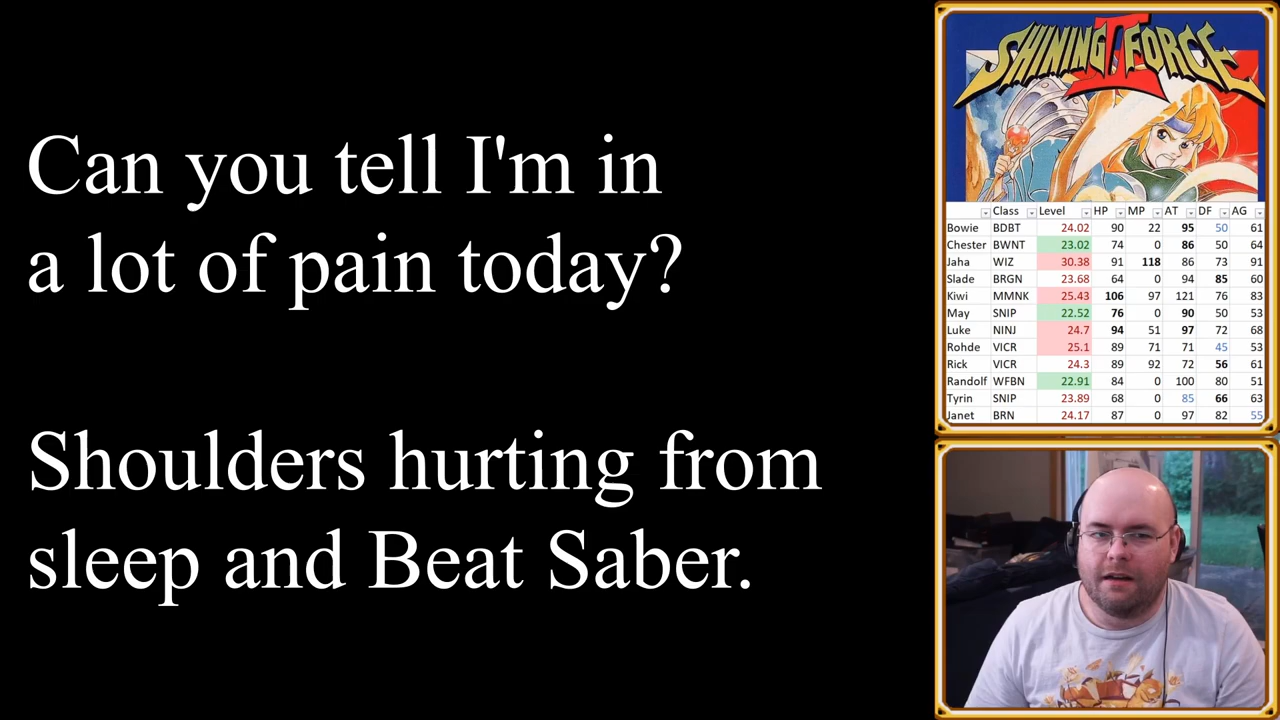 Can you tell I'm in
a lot of pain today?
Shoulders hurting from
sleep and Beat Saber.
SHINING FORCE
II
Class Level HP MP AT DF AG
Bowie BDBT 24.02 90 22 95 50 61
Chester BWNT 23.02 74 0 86 50 64
Jaha WIZ 30.38 91 118 86 73 91
Slade BRGN 23.68 64 0 94 85 60
Kiwi MMNK 25.43 106 97 121 76 83
May SNIP 22.52 76 0 90 50 53
Luke NINJ 24.7 94 51 97 72 68
Rohde VICR 25.1 89 71 71 45 53
Rick VICR 24.3 89 92 72 56 61
Randolf WFBN 22.91 84 0 100 80 51
Tyrin SNIP 23.89 68 0 85 66 63
Janet BRN 24.17 87 0 97 82 55